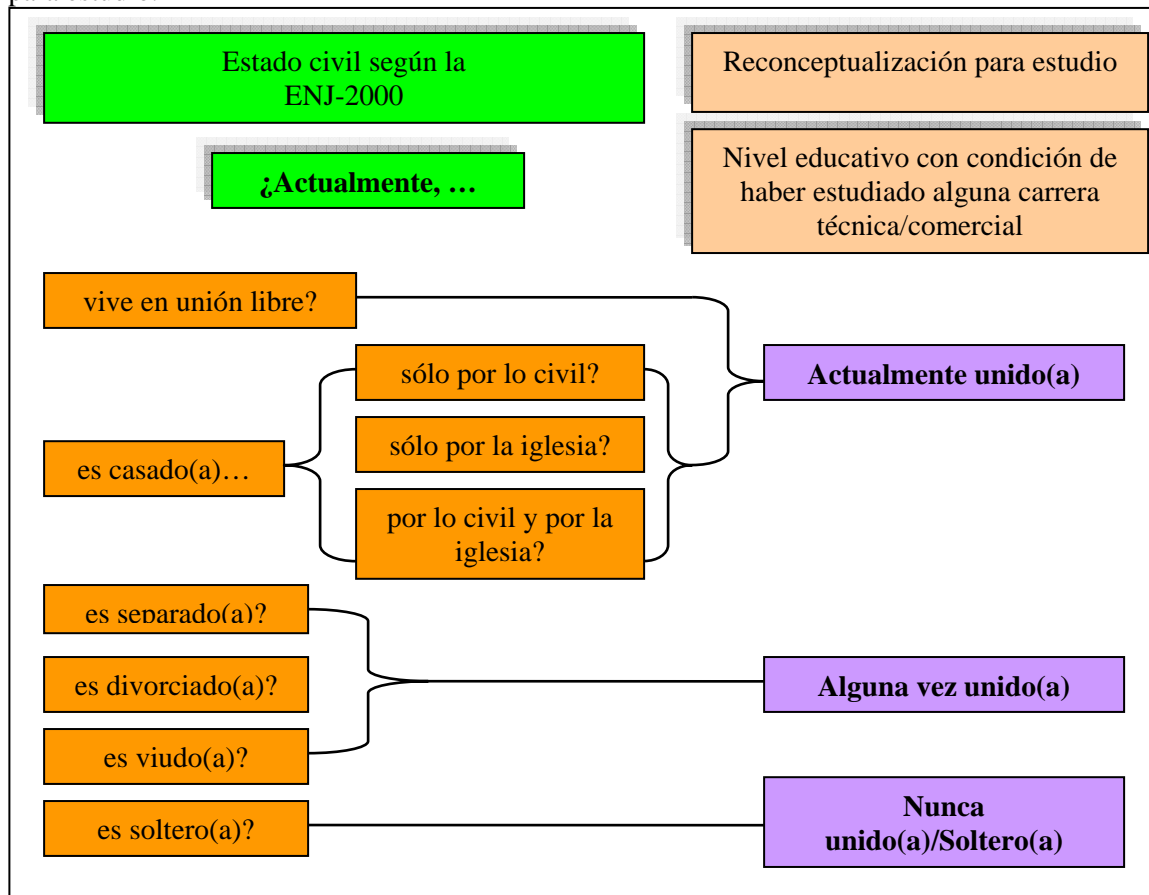 para estudio.
Estado civil según la
ENJ-2000
Reconceptualización para estudio
¿Actualmente, …
Nivel educativo con condición de
haber estudiado alguna carrera
técnica/comercial
vive en unión libre?
sólo por lo civil?
Actualmente unido(a)
sólo por la iglesia?
es casado(a)…
por lo civil y por la
iglesia?
es separado(a)?
es divorciado(a)?
Alguna vez unido(a)
es viudo(a)?
es soltero(a)?
Nunca
unido(a)/Soltero(a)